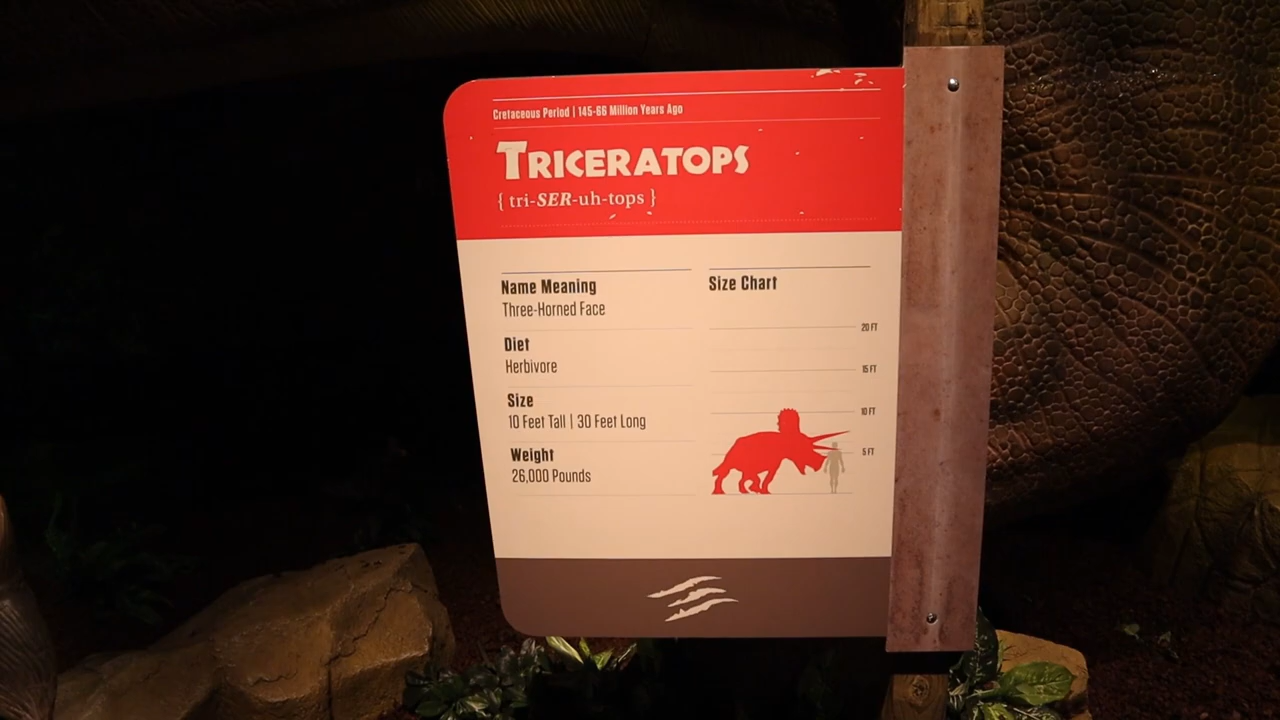 Cretaceous Period | 145-66 Million Years Ago
TRICERATOPS
{ tri-SER-uh-tops }
Name Meaning
Three-Horned Face
Diet
Herbivore
Size
10 Feet Tall | 30 Feet Long
Weight
26,000 Pounds
Size Chart
20 FT
15 FT
10 FT
5 FT